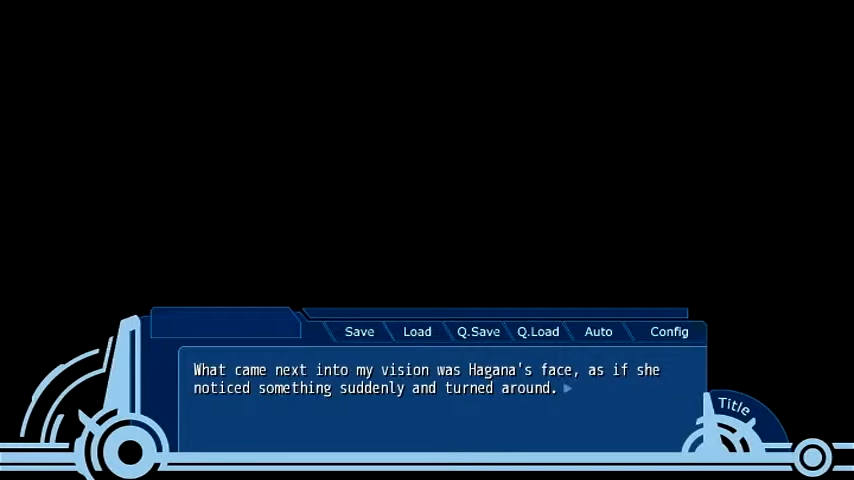 Save Load Q.Save Q.Load Auto Config
What came next into my vision was Hagana's face, as if she
noticed something suddenly and turned around.
Title